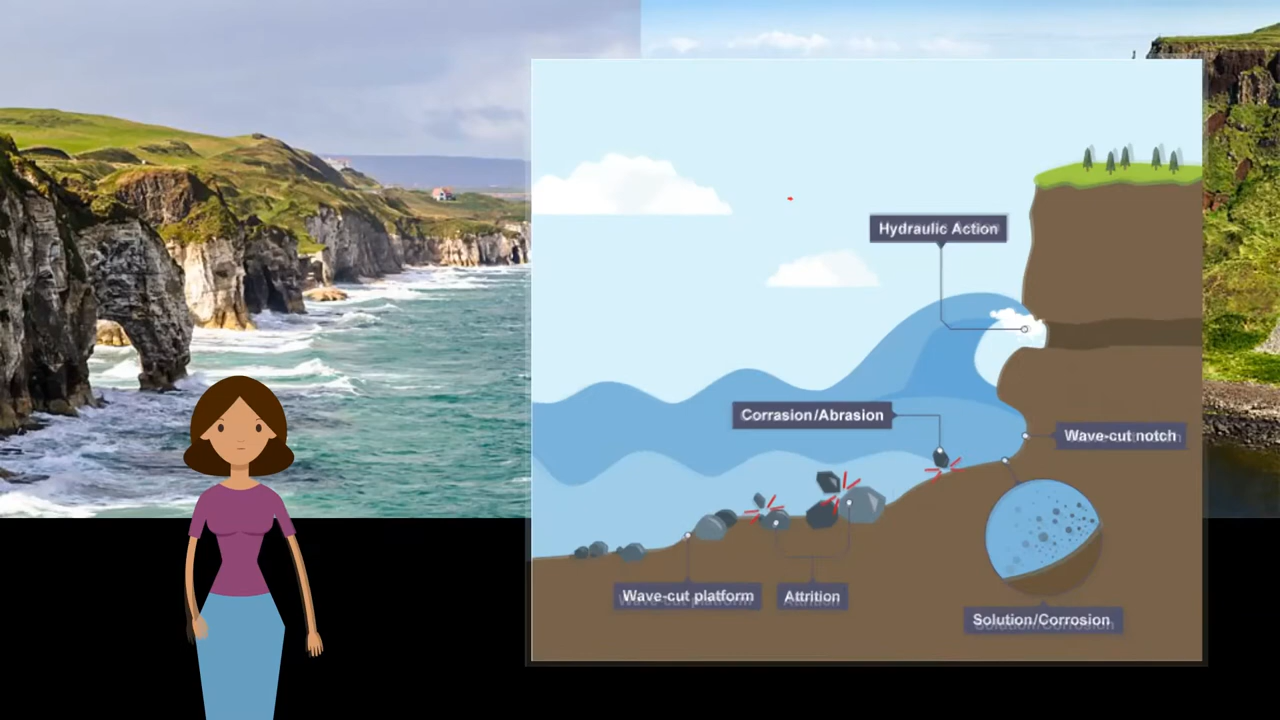 Hydraulic Action
Corrasion/Abrasion
Wave-cut notch
Wave-cut platform
Attrition
Solution/Corrosion